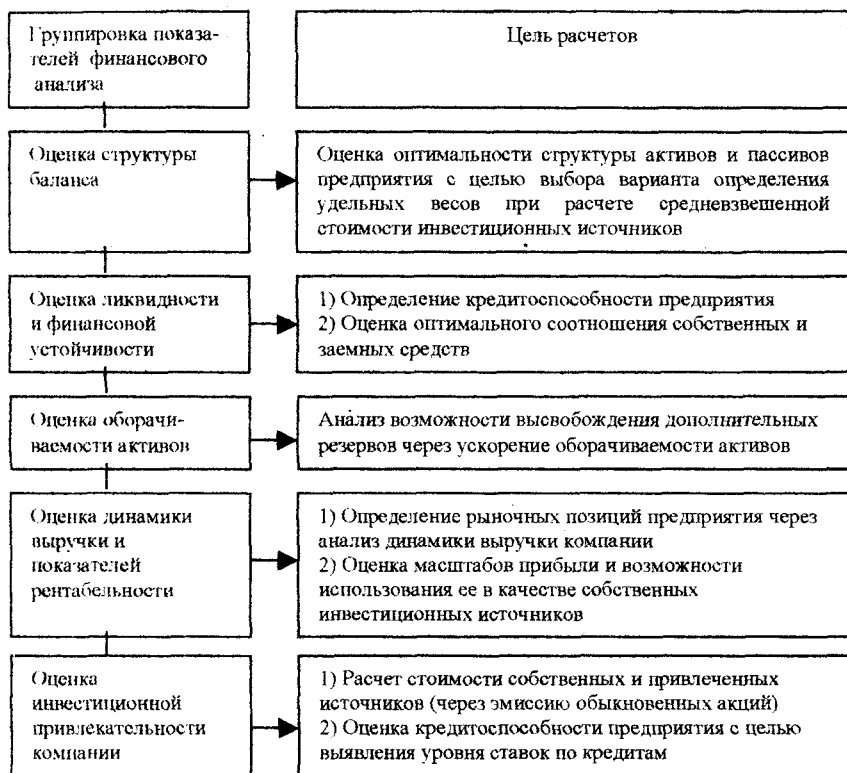 Группировка показа-
телей финансового
анализа
Цель расчетов
Оценка структуры
баланса
Оценка оптимальности структуры активов и пассивов
предприятия с целью выбора варианта определения
удельных весов при расчете средневзвешенной
стоимости инвестиционных источников
Оценка ликвидности
и финансовой
устойчивости
1) Определение кредитоспособности предприятия
2) Оценка оптимального соотношения собственных и
заемных средств
Оценка оборачи-
ваемости активов
Анализ возможности высвобождения дополнительных
резервов через ускорение оборачиваемости активов
Оценка динамики
выручки и
показателей
рентабельности
1) Определение рыночных позиций предприятия через
анализ динамики выручки компании
2) Оценка масштабов прибыли и возможности
использования ее в качестве собственных
инвестиционных источников
Оценка
инвестиционной
привлекательности
компании
1) Расчет стоимости собственных и привлеченных
источников (через эмиссию обыкновенных акций)
2) Оценка кредитоспособности предприятия с целью
выявления уровня ставок по кредитам